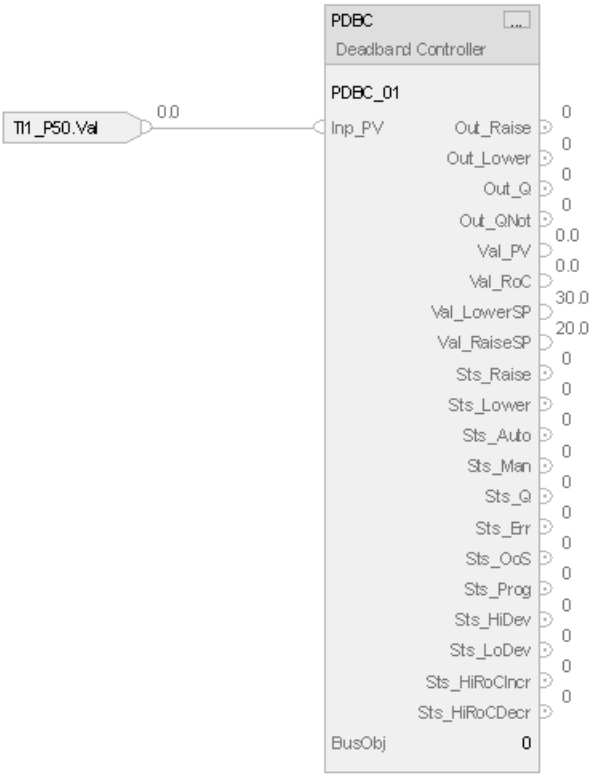 PDBC ...
Deadband Controller
PDBC_01
TI1_P50.Val 0.0 Inp_PV Out_Raise 0
Out_Lower 0
Out_Q 0
Out_QNot 0
Val_PV 0.0
Val_RoC 0.0
Val_LowerSP 30.0
Val_RaiseSP 20.0
Sts_Raise 0
Sts_Lower 0
Sts_Auto 0
Sts_Man 0
Sts_Q 0
Sts_Err 0
Sts_OoS 0
Sts_Prog 0
Sts_HiDev 0
Sts_LoDev 0
Sts_HiRoCIncr 0
Sts_HiRoCDecr 0
BusObj 0